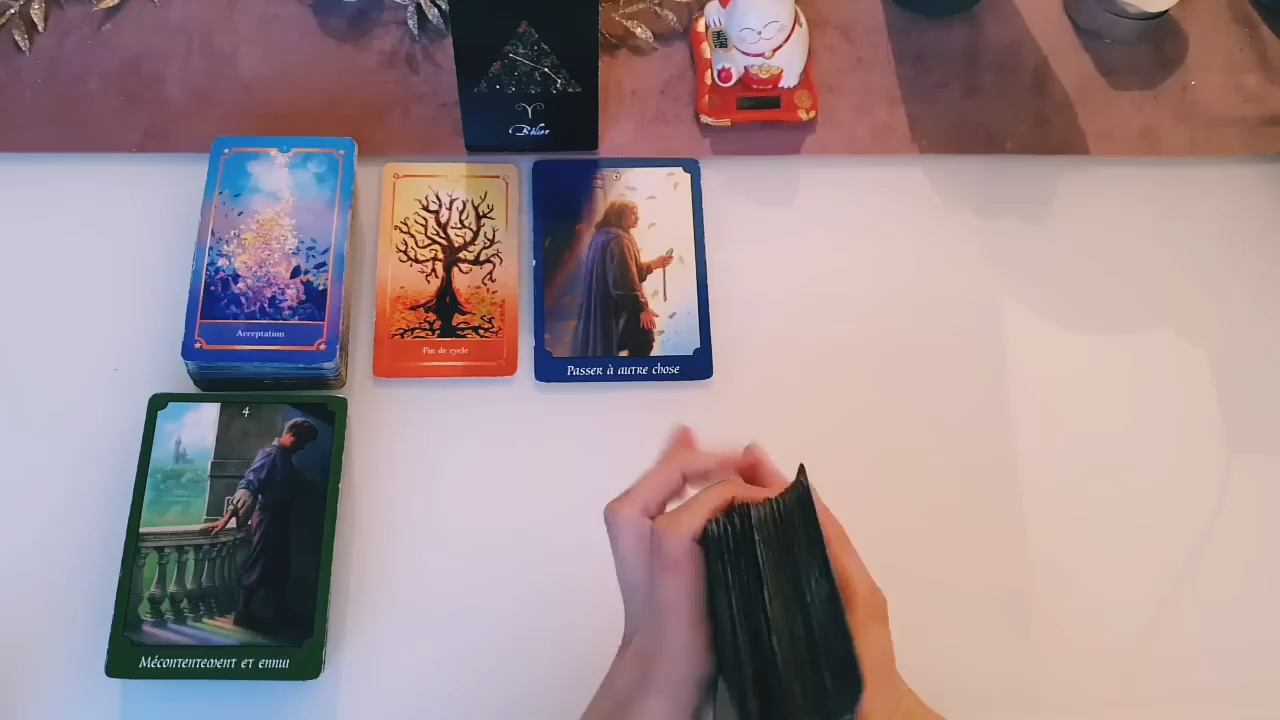 Bélier
Acceptation
Fin de cycle
Passer à autre chose
4
Mécontentement et ennui